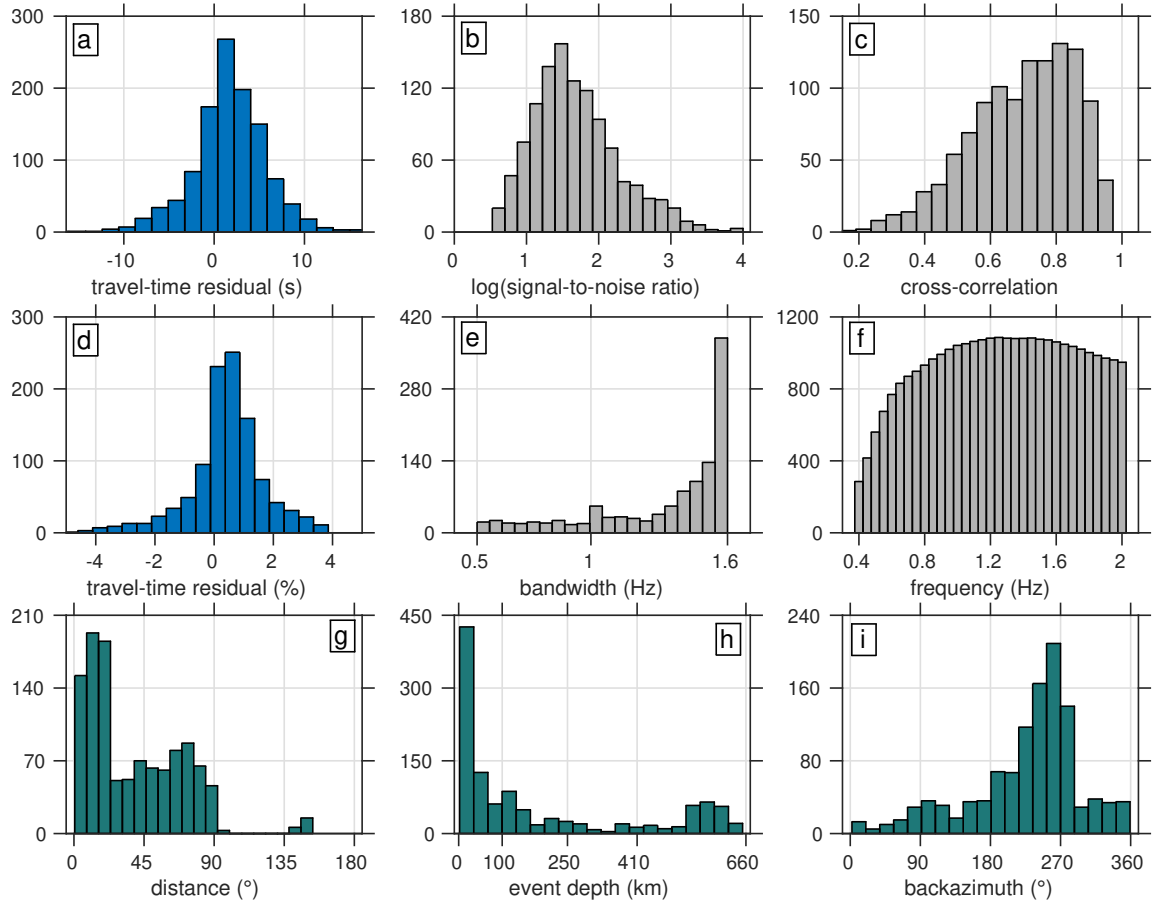 300 200 100 0
a
-10 0 10
travel-time residual (s)
180 120 60 0
b
0 1 2 3 4
log(signal-to-noise ratio)
150 100 50 0
c
0.2 0.4 0.6 0.8 1
cross-correlation
300 200 100 0
d
-4 -2 0 2 4
travel-time residual (%)
420 280 140 0
e
0.5 1 1.6
bandwidth (Hz)
1200 800 400 0
f
0.4 0.8 1.2 1.6 2
frequency (Hz)
210 140 70 0
g
0 45 90 135 180
distance (°)
450 300 150 0
h
0 100 250 410 660
event depth (km)
240 160 80 0
i
0 90 180 270 360
backazimuth (°)